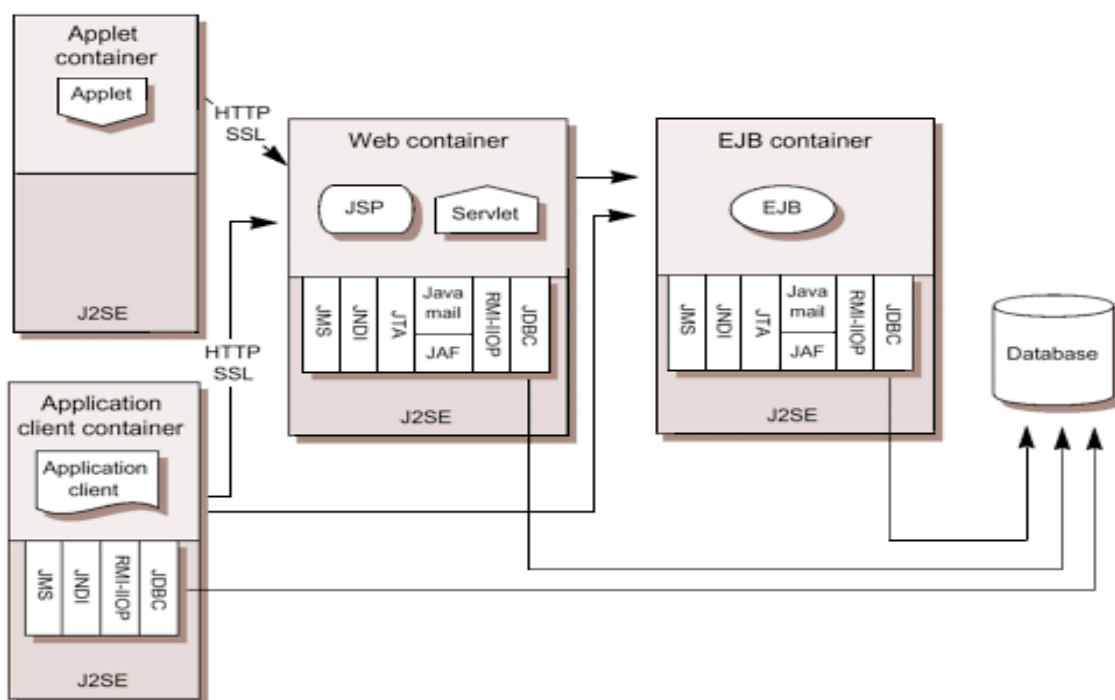 Applet
container
Applet
J2SE
HTTP
SSL
Web container
JSP
Servlet
JMS
JNDI
JTA
Java
mail
JAF
RMI-IIOP
JDBC
J2SE
EJB container
EJB
JMS
JNDI
JTA
Java
mail
JAF
RMI-IIOP
JDBC
J2SE
Database
HTTP
SSL
Application
client container
Application
client
JMS
JNDI
RMI-IIOP
JDBC
J2SE